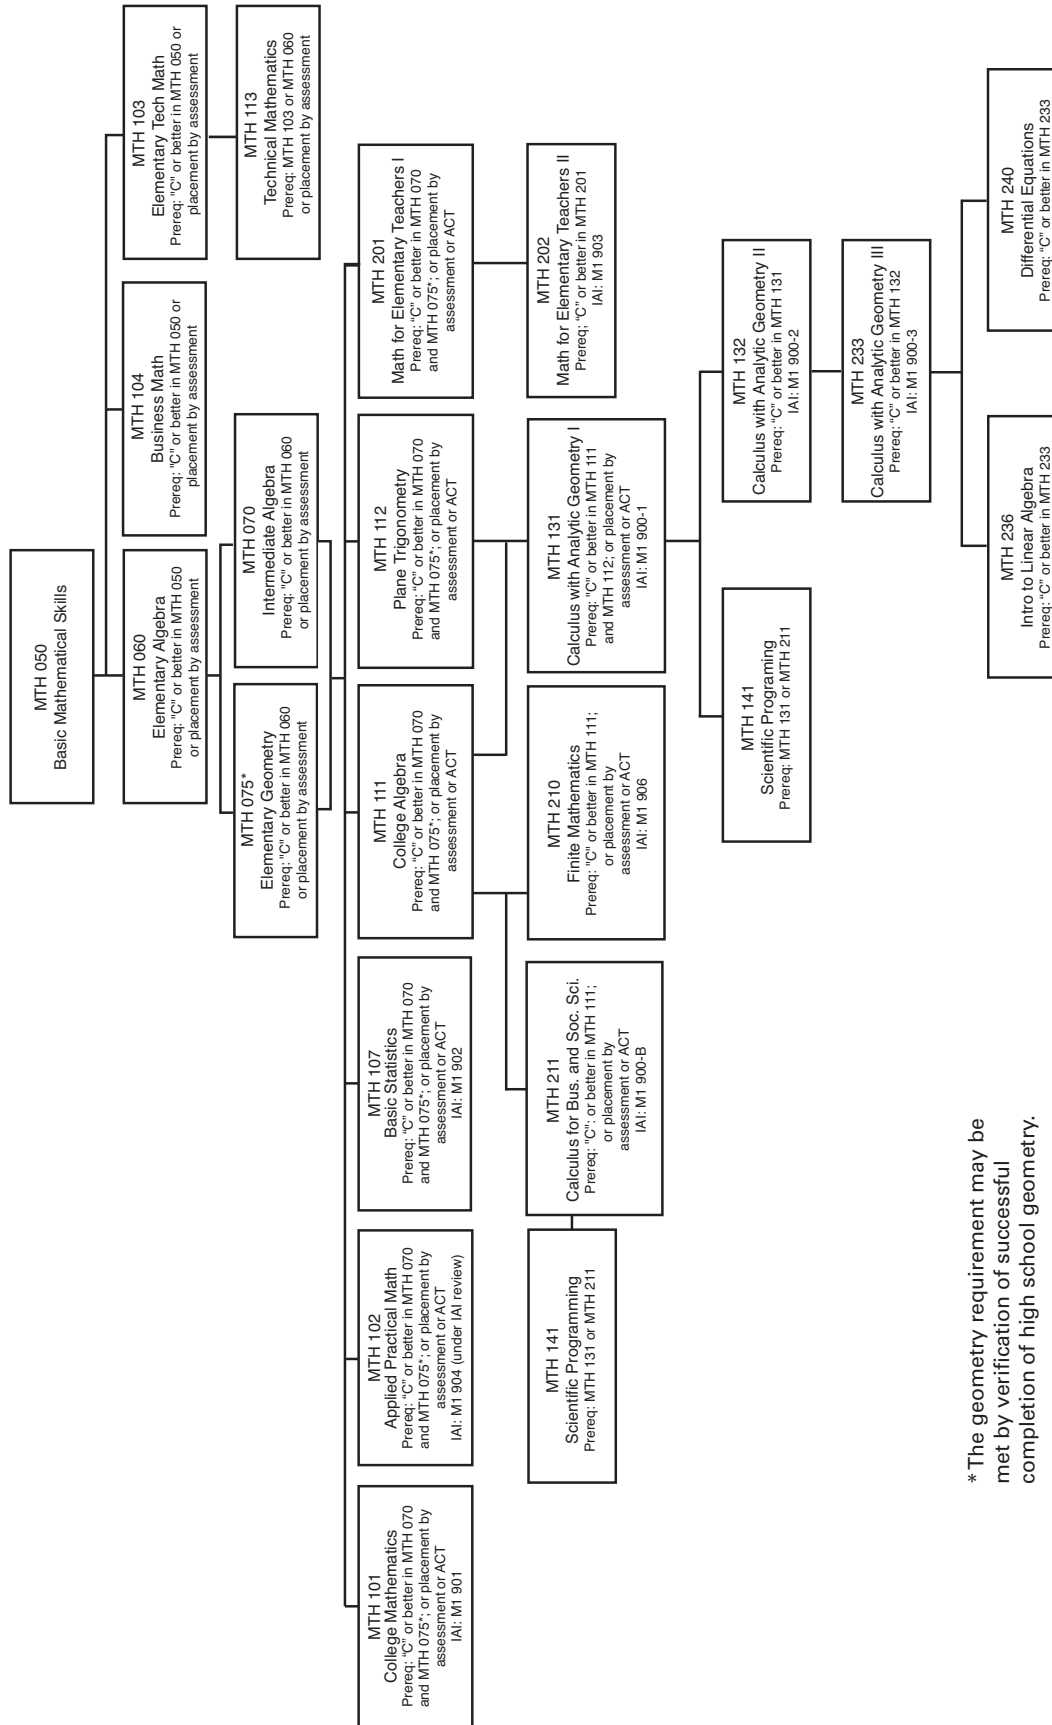 MTH 050
Basic Mathematical Skills
MTH 060
Elementary Algebra
Prereq: "C" or better in MTH 050
or placement by assessment
MTH 104
Business Math
Prereq: "C" or better in MTH 050 or
placement by assessment
MTH 103
Elementary Tech Math
Prereq: "C" or better in MTH 050 or
placement by assessment
MTH 075*
Elementary Geometry
Prereq: "C" or better in MTH 060
or placement by assessment
MTH 070
Intermediate Algebra
Prereq: "C" or better in MTH 060
or placement by assessment
MTH 113
Technical Mathematics
Prereq: MTH 103 or MTH 060
or placement by assessment
MTH 101
College Mathematics
Prereq: “C” or better in MTH 070
and MTH 075*; or placement by
assessment or ACT
IAI: M1 901
MTH 102
Applied Practical Math
Prereq: “C” or better in MTH 070
and MTH 075*; or placement by
assessment or ACT
IAI: M1 904 (under IAI review)
MTH 107
Basic Statistics
Prereq: “C” or better in MTH 070
and MTH 075*; or placement by
assessment or ACT
IAI: M1 902
MTH 111
College Algebra
Prereq: “C” or better in MTH 070
and MTH 075*; or placement by
assessment or ACT
MTH 112
Plane Trigonometry
Prereq: “C” or better in MTH 070
and MTH 075*; or placement by
assessment or ACT
MTH 201
Math for Elementary Teachers I
Prereq: “C” or better in MTH 070
and MTH 075*; or placement by
assessment or ACT
MTH 141
Scientific Programming
Prereq: MTH 131 or MTH 211
MTH 211
Calculus for Bus. and Soc. Sci.
Prereq: "C": or better in MTH 111;
or placement by
assessment or ACT
IAI: M1 900-B
MTH 210
Finite Mathematics
Prereq: "C" or better in MTH 111;
or placement by
assessment or ACT
IAI: M1 906
MTH 131
Calculus with Analytic Geometry I
Prereq: "C" or better in MTH 111
and MTH 112; or placement by
assessment or ACT
IAI: M1 900-1
MTH 202
Math for Elementary Teachers II
Prereq; “C” or better in MTH 201
IAI: M1 903
MTH 141
Scientific Programing
Prereq: MTH 131 or MTH 211
MTH 132
Calculus with Analytic Geometry II
Prereq: “C” or better in MTH 131
IAI: M1 900-2
MTH 233
Calculus with Analytic Geometry III
Prereq: “C” or better in MTH 132
IAI: M1 900-3
MTH 236
Intro to Linear Algebra
Prereq: “C” or better in MTH 233
MTH 240
Differential Equations
Prereq: “C” or better in MTH 233
* The geometry requirement may be
met by verification of successful
completion of high school geometry.